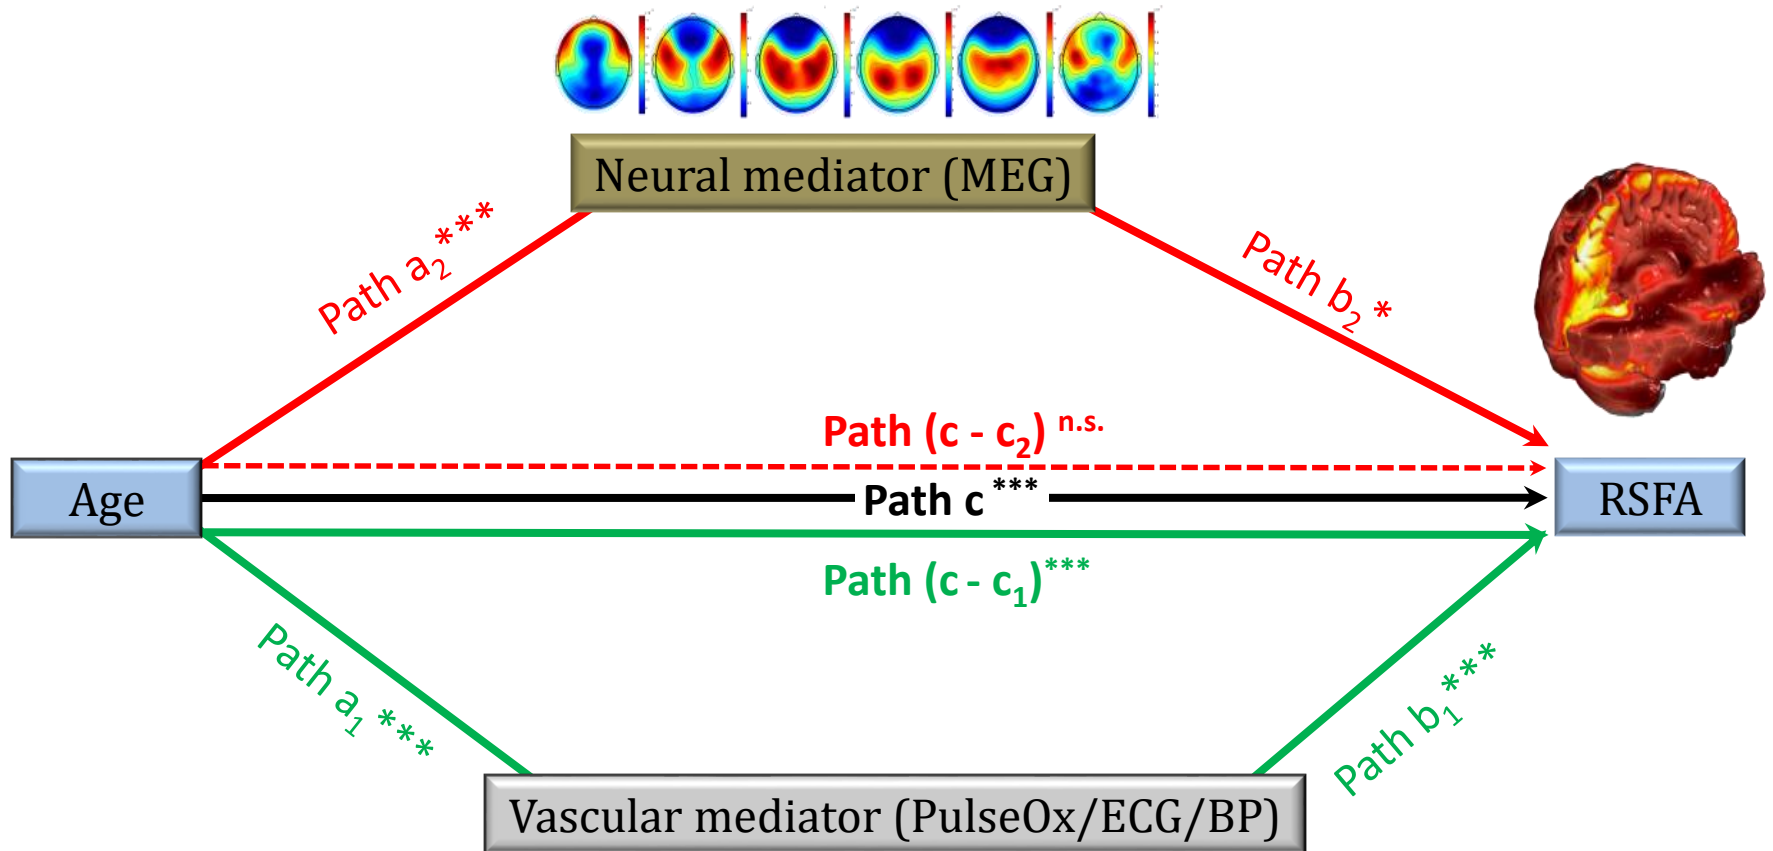 Neural mediator (MEG)
Path a₂ ***
Path b₂ *
Path (c - c₂) n.s.
Age
Path c ***
RSFA
Path (c - c₁)***
Path a₁ ***
Path b₁ ***
Vascular mediator (PulseOx/ECG/BP)